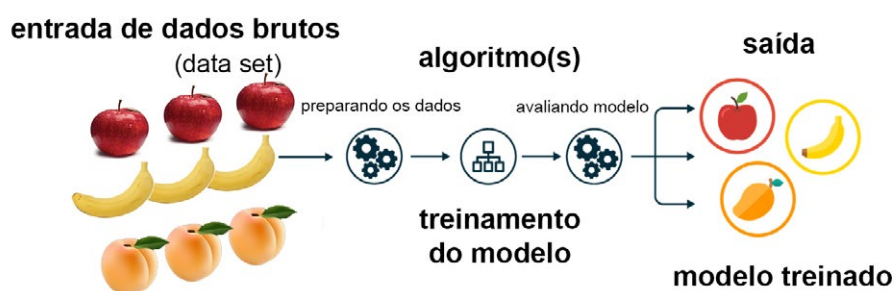 entrada de dados brutos
(data set)
algoritmo(s)
saída
preparando os dados
avaliando modelo
treinamento
do modelo
modelo treinado